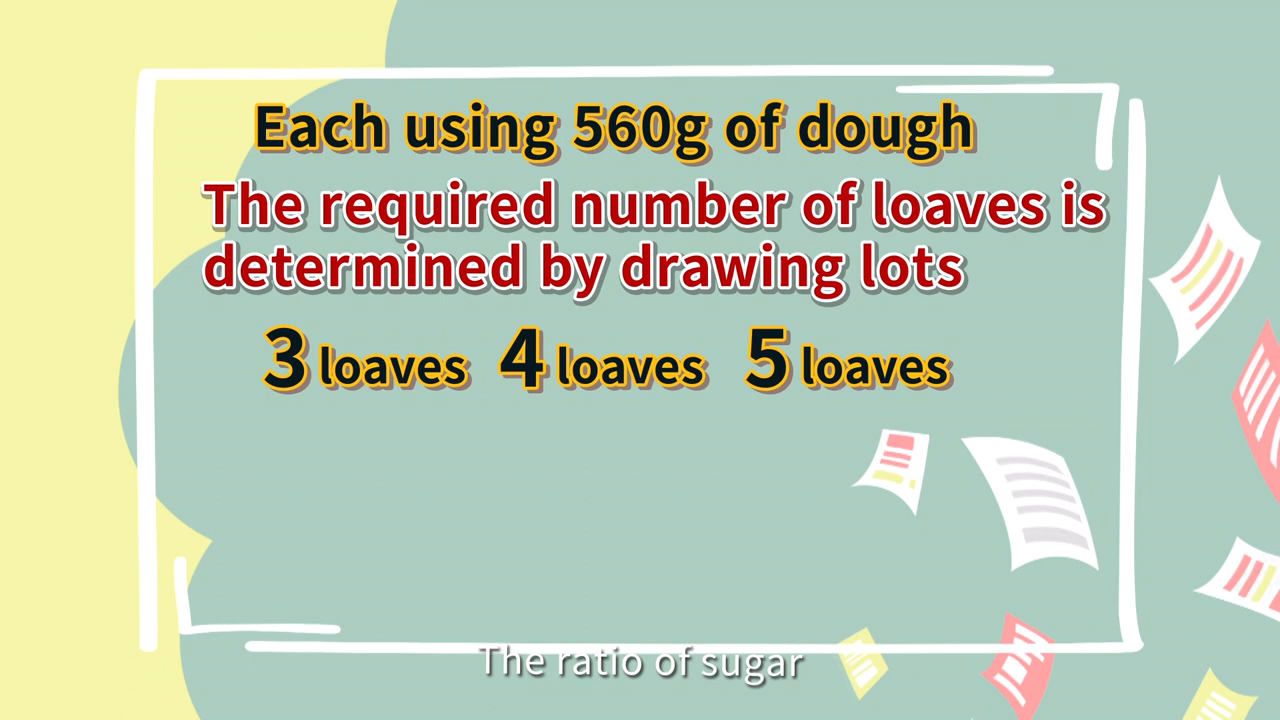 Each using 560g of dough
The required number of loaves is
determined by drawing lots
3 loaves 4 loaves 5 loaves
The ratio of sugar